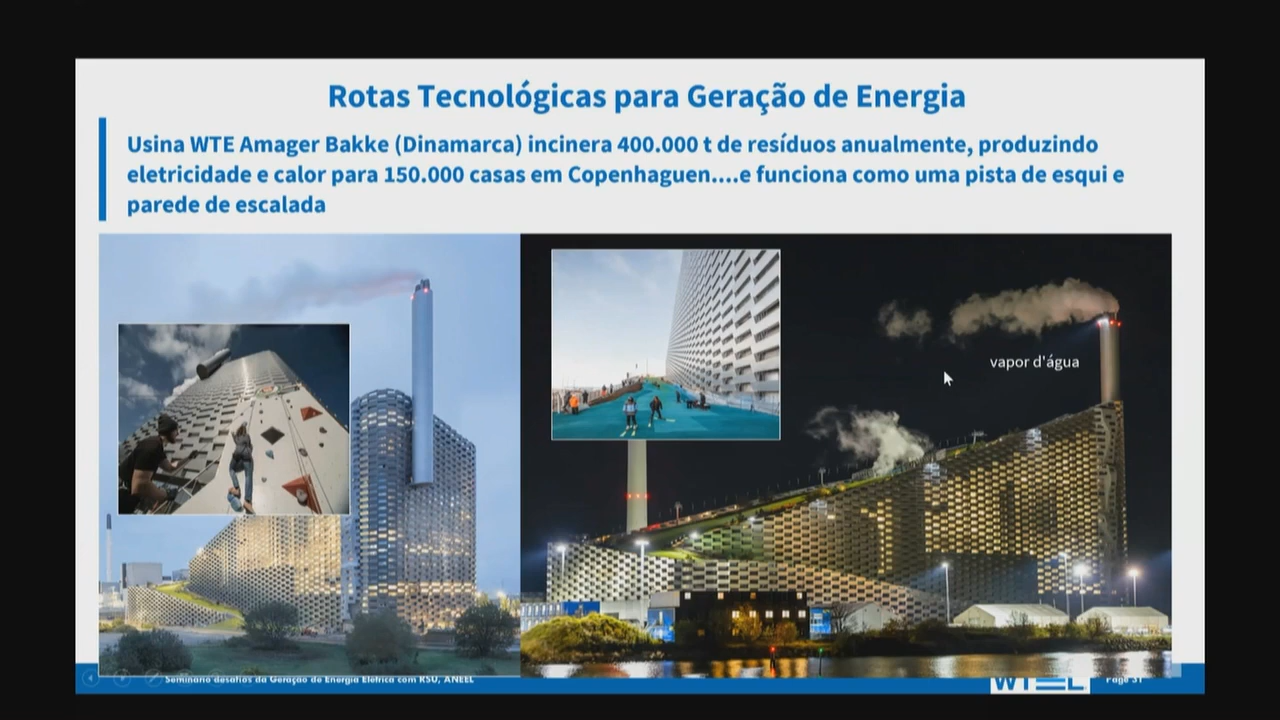 Rotas Tecnológicas para Geração de Energia
Usina WTE Amager Bakke (Dinamarca) incinera 400.000 t de resíduos anualmente, produzindo
eletricidade e calor para 150.000 casas em Copenhaguen....e funciona como uma pista de esqui e
parede de escalada
vapor d'água
Seminário desafios da Geração de Energia Elétrica com RSU, ANEEL
Page 31